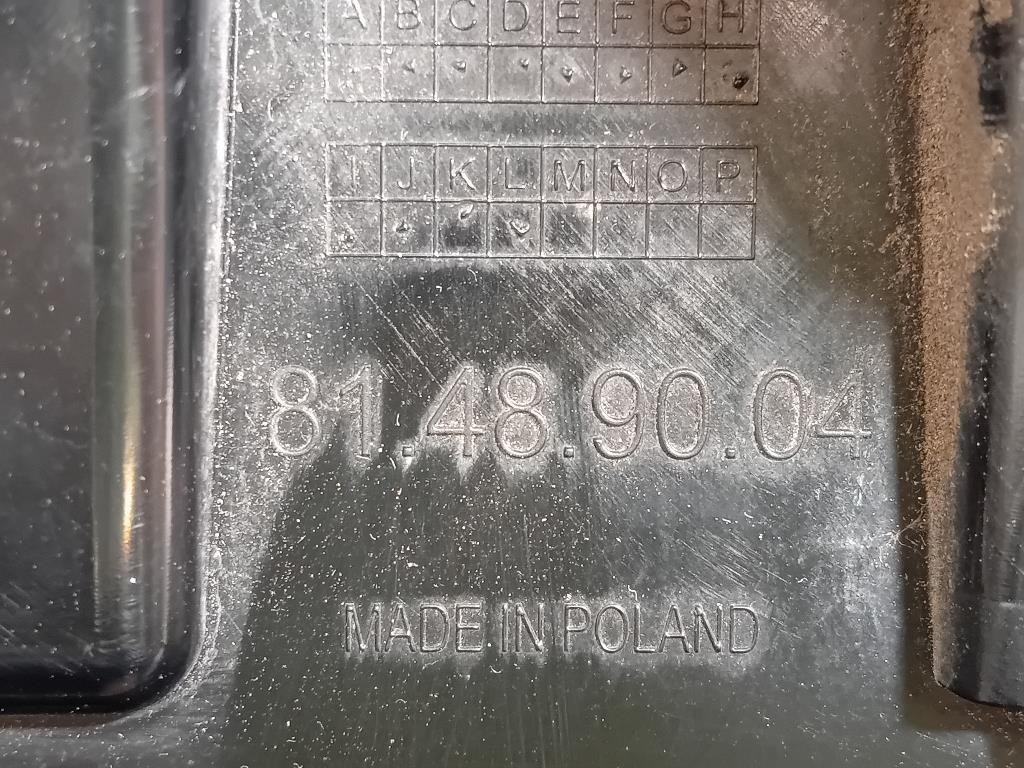 A B C D E F G H
I J K L M N O P
81.48.90.04
MADE IN POLAND